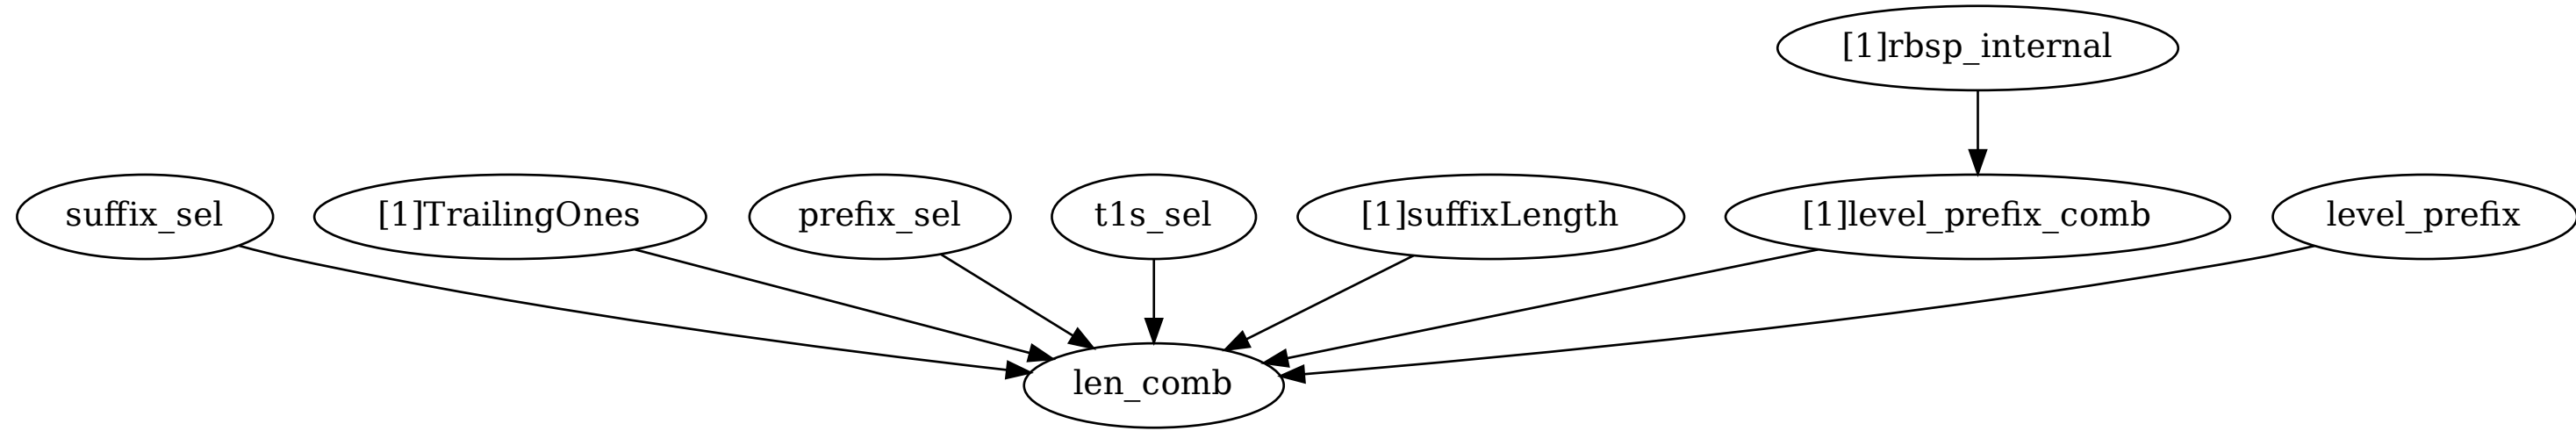 [1]rbsp_internal
suffix_sel
[1]TrailingOnes
prefix_sel
t1s_sel
[1]suffixLength
[1]level_prefix_comb
level_prefix
len_comb